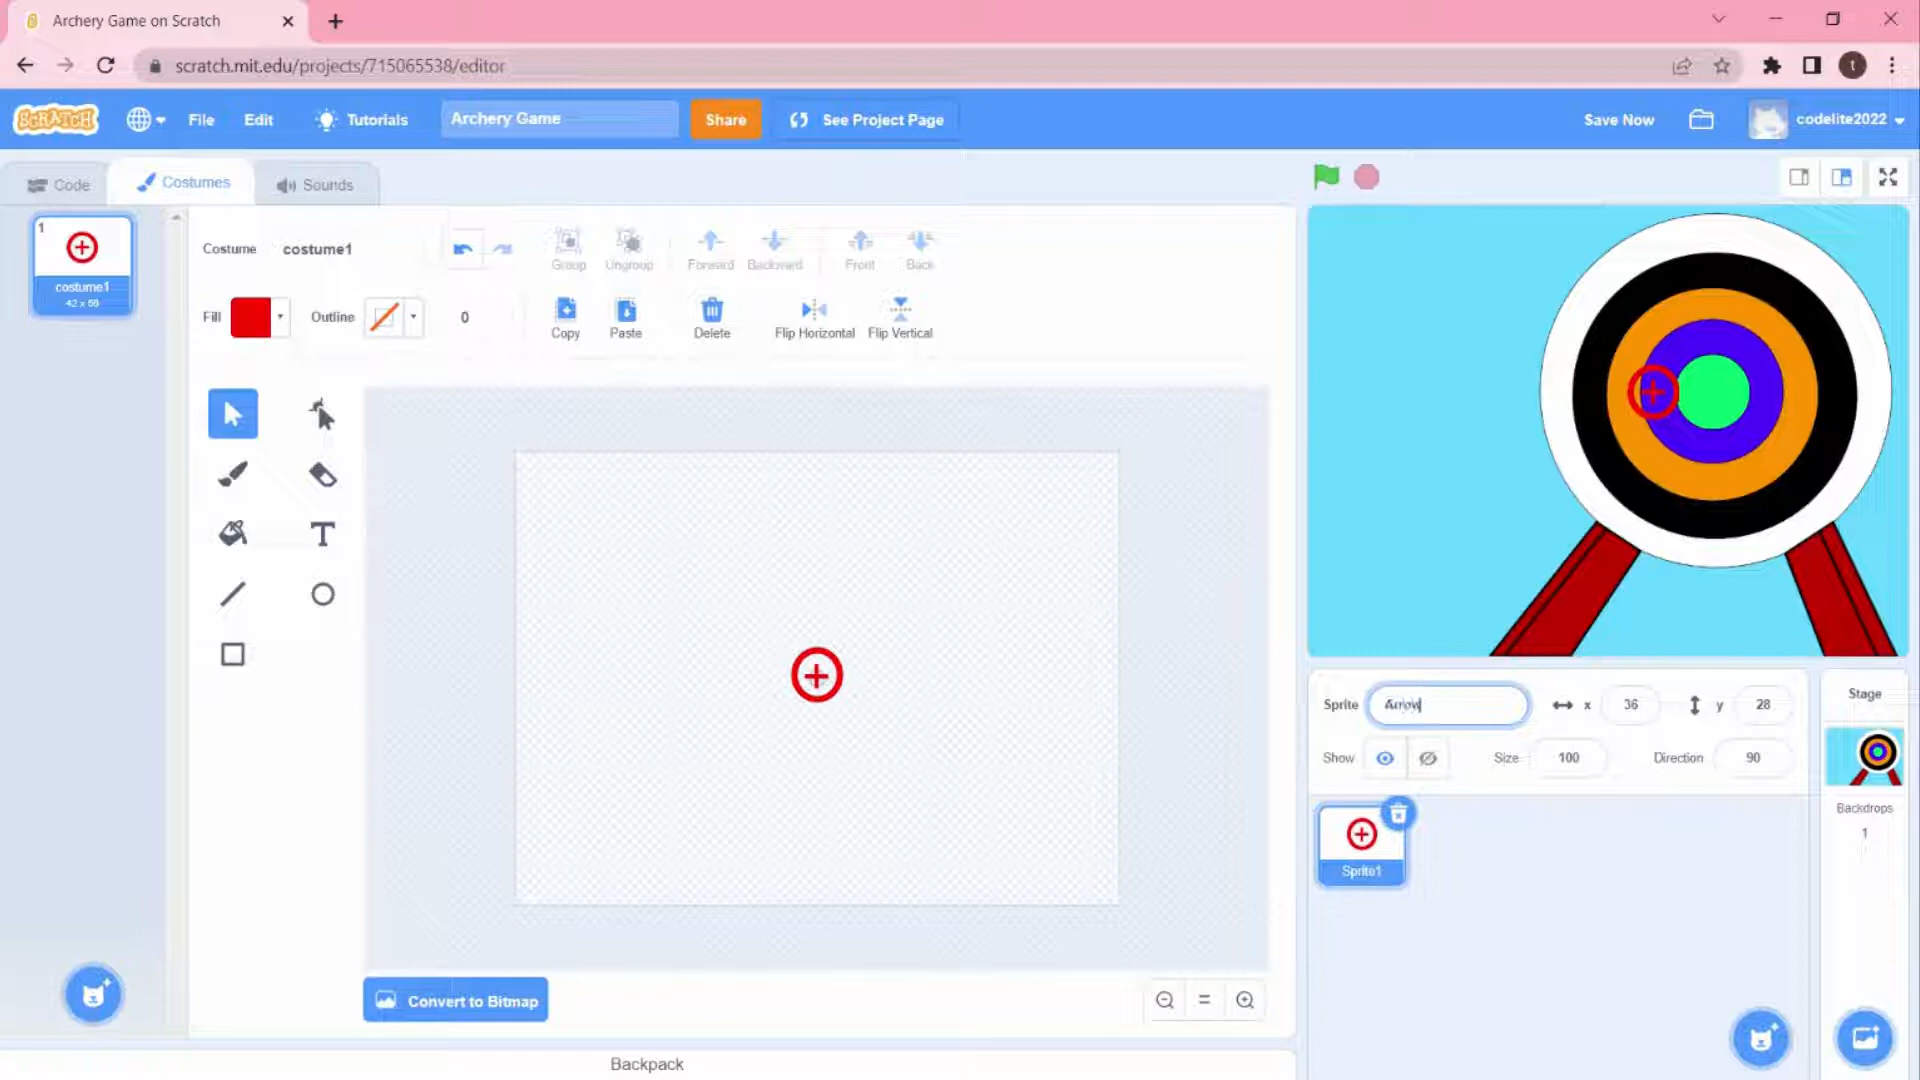 Archery Game on Scratch
scratch.mit.edu/projects/715065538/editor
t
SCRATCH
File
Edit
Tutorials
Archery Game
Share
See Project Page
Save Now
codelite2022
Code
Costumes
Sounds
1
costume1
Costume
costume1
Group
Ungroup
Forward
Backward
Front
Back
Fill
Outline
0
Copy
Paste
Delete
Flip Horizontal
Flip Vertical
T
Convert to Bitmap
Backpack
Sprite
Arrow
x
36
y
28
Show
Size
100
Direction
90
Sprite1
Stage
Backdrops
1